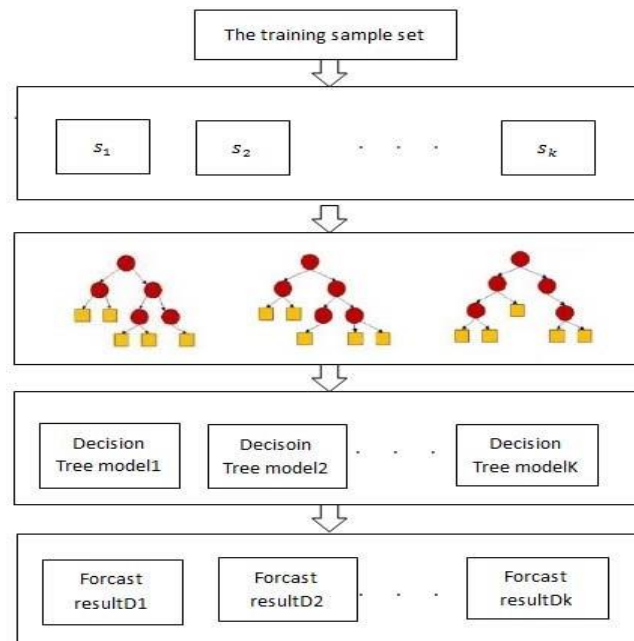 The training sample set
s₁ s₂ . . . sₖ
Decision Decisoin Decision
Tree model1 Tree model2 . . . Tree modelK
Forcast Forcast Forcast
resultD1 resultD2 . . . resultDk